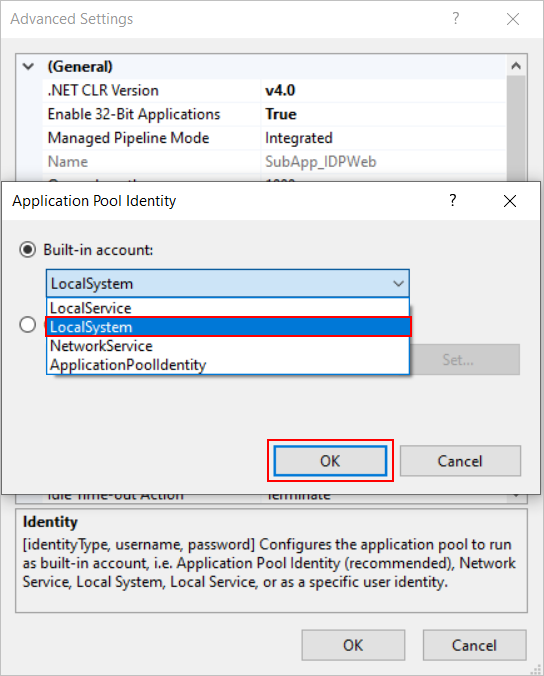 Advanced Settings
(General)
.NET CLR Version v4.0
Enable 32-Bit Applications True
Managed Pipeline Mode Integrated
Name SubApp_IDPWeb
Application Pool Identity
Built-in account:
LocalSystem
LocalService
LocalSystem
NetworkService
ApplicationPoolIdentity
Set...
OK Cancel
Idle Time-out Action Terminate
Identity
[identityType, username, password] Configures the application pool to run
as built-in account, i.e. Application Pool Identity (recommended), Network
Service, Local System, Local Service, or as a specific user identity.
OK Cancel